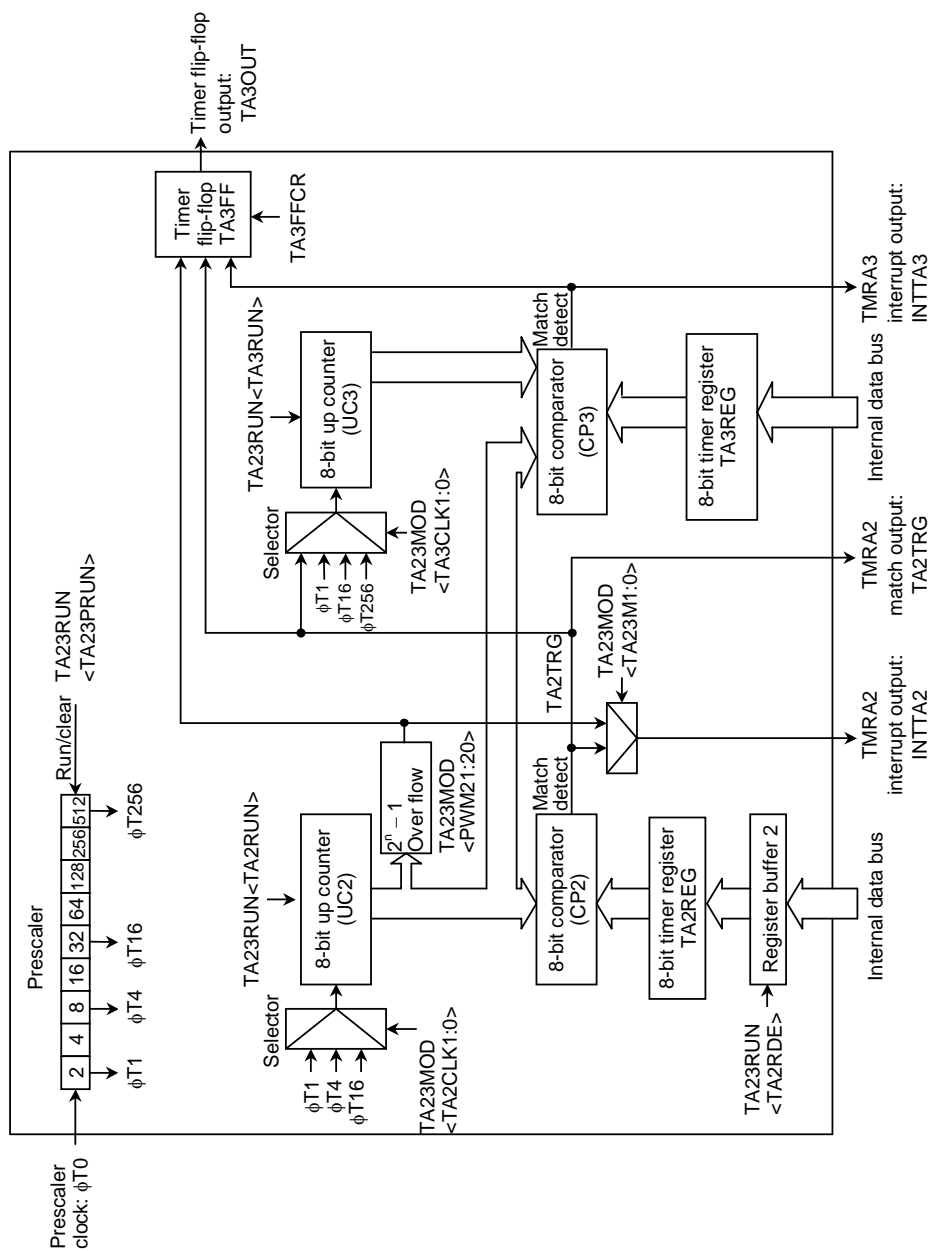 Prescaler
Prescaler
clock: ϕT0
2 4 8 16 32 64 128 256 512
Run/clear
TA23RUN
<TA23PRUN>
ϕT1
ϕT4
ϕT16
ϕT256
TA23RUN<TA2RUN>
Selector
ϕT1
ϕT4
ϕT16
8-bit up counter
(UC2)
TA23MOD
<TA2CLK1:0>
2ⁿ − 1
Over flow
TA23MOD
<PWM21:20>
TA23RUN<TA3RUN>
Selector
ϕT1
ϕT16
ϕT256
8-bit up counter
(UC3)
TA23MOD
<TA3CLK1:0>
Timer
flip-flop
TA3FF
TA3FFCR
Timer flip-flop
output:
TA3OUT
8-bit comparator
(CP2)
Match
detect
TA2TRG
8-bit comparator
(CP3)
Match
detect
TA23MOD
<TA23M1:0>
8-bit timer register
TA2REG
8-bit timer register
TA3REG
TA23RUN
<TA2RDE>
Register buffer 2
Internal data bus
TMRA2
interrupt output:
INTTA2
TMRA2
match output:
TA2TRG
Internal data bus
TMRA3
interrupt output:
INTTA3